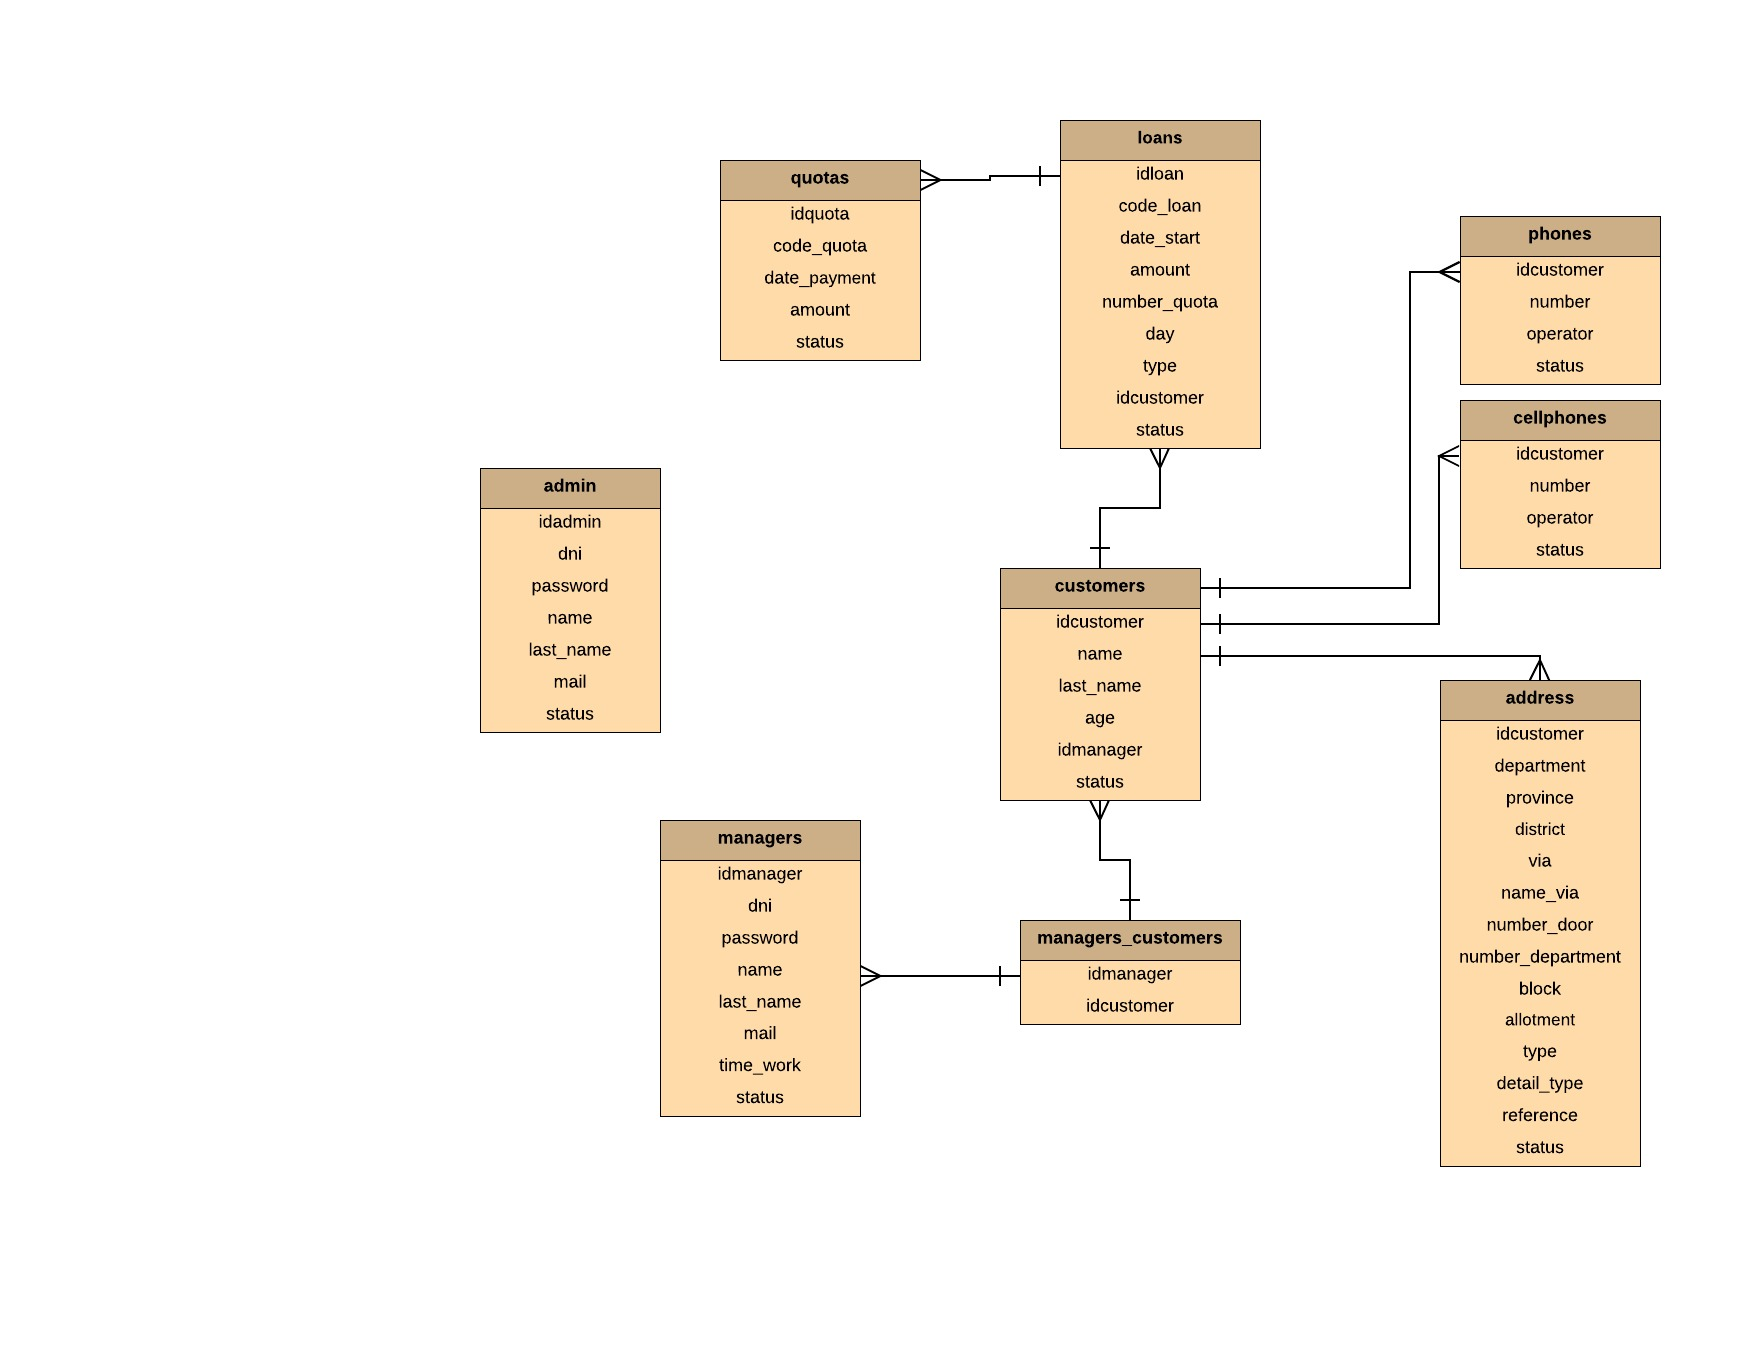 loans
idloan
code_loan
date_start
amount
number_quota
day
type
idcustomer
status
quotas
idquota
code_quota
date_payment
amount
status
phones
idcustomer
number
operator
status
cellphones
idcustomer
number
operator
status
admin
idadmin
dni
password
name
last_name
mail
status
customers
idcustomer
name
last_name
age
idmanager
status
address
idcustomer
department
province
district
via
name_via
number_door
number_department
block
allotment
type
detail_type
reference
status
managers
idmanager
dni
password
name
last_name
mail
time_work
status
managers_customers
idmanager
idcustomer